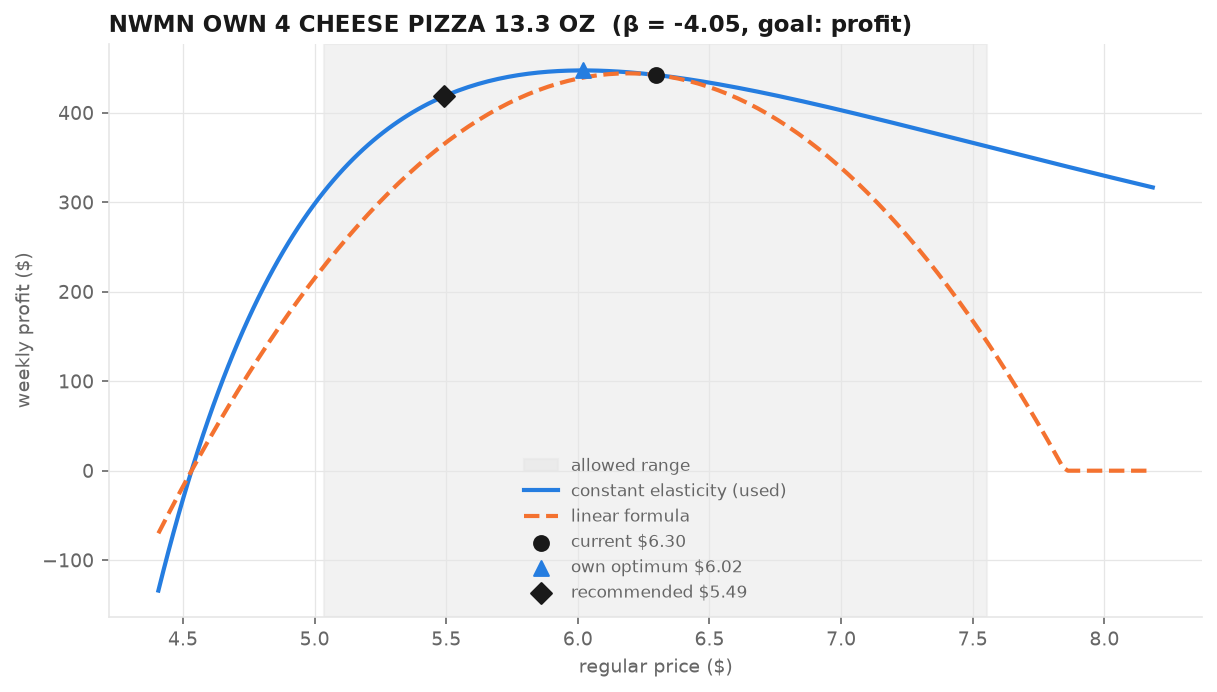 NWMN OWN 4 CHEESE PIZZA 13.3 OZ  (β = -4.05, goal: profit)
weekly profit ($)
400
300
200
100
0
−100
allowed range
constant elasticity (used)
linear formula
current $6.30
own optimum $6.02
recommended $5.49
4.5 5.0 5.5 6.0 6.5 7.0 7.5 8.0
regular price ($)